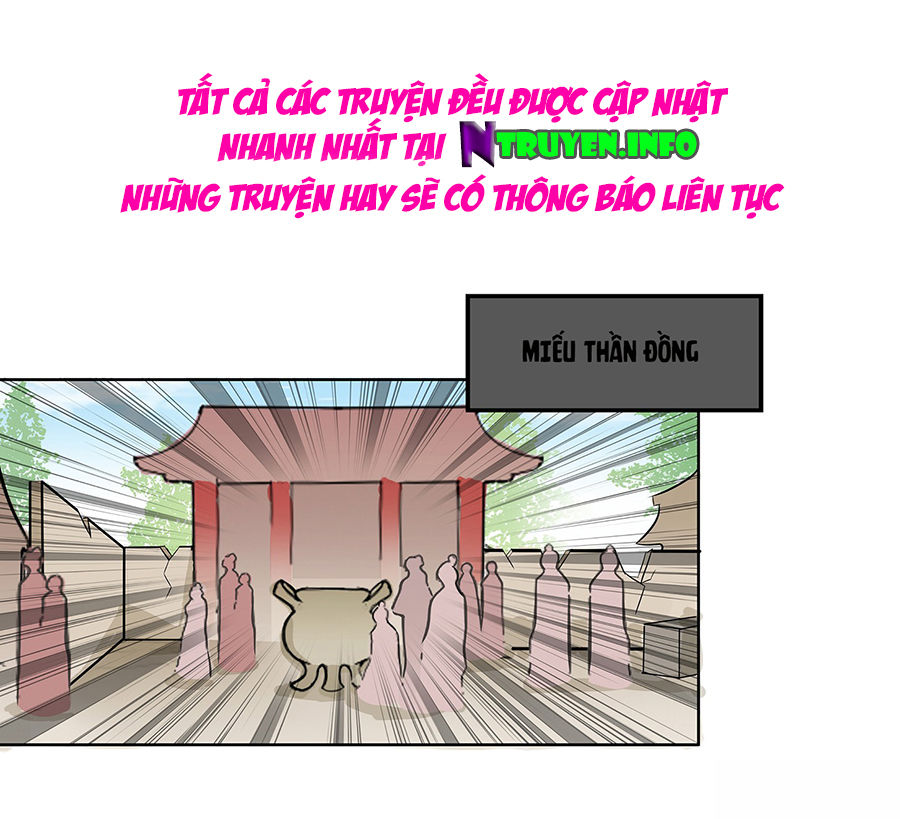 TẤT CẢ CÁC TRUYỆN ĐỀU ĐƯỢC CẬP NHẬT
NHANH NHẤT TẠI NTRUYEN.INFO
NHỮNG TRUYỆN HAY SẼ CÓ THÔNG BÁO LIÊN TỤC
MIẾU THẦN ĐỒNG